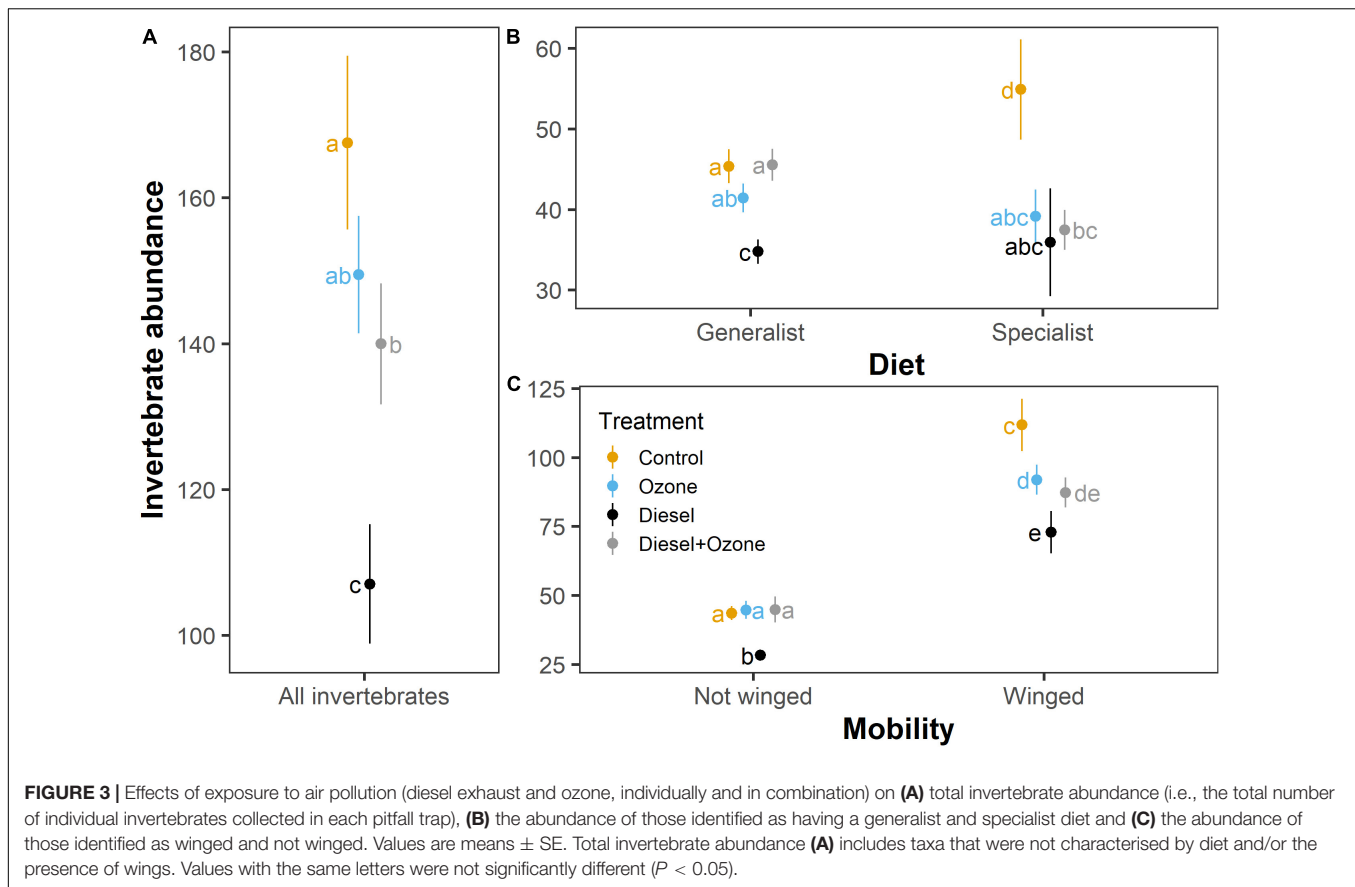 A
B
180
160
140
120
100
Invertebrate abundance
a
ab
b
c
All invertebrates
60
50
40
30
a
ab
c
a
d
abc
abc
bc
Generalist
Specialist
Diet
C
125
100
75
50
25
Treatment
Control
Ozone
Diesel
Diesel+Ozone
a
a
b
a
c
d
e
de
Not winged
Winged
Mobility
FIGURE 3 | Effects of exposure to air pollution (diesel exhaust and ozone, individually and in combination) on (A) total invertebrate abundance (i.e., the total number
of individual invertebrates collected in each pitfall trap), (B) the abundance of those identified as having a generalist and specialist diet and (C) the abundance of
those identified as winged and not winged. Values are means ± SE. Total invertebrate abundance (A) includes taxa that were not characterised by diet and/or the
presence of wings. Values with the same letters were not significantly different (P < 0.05).